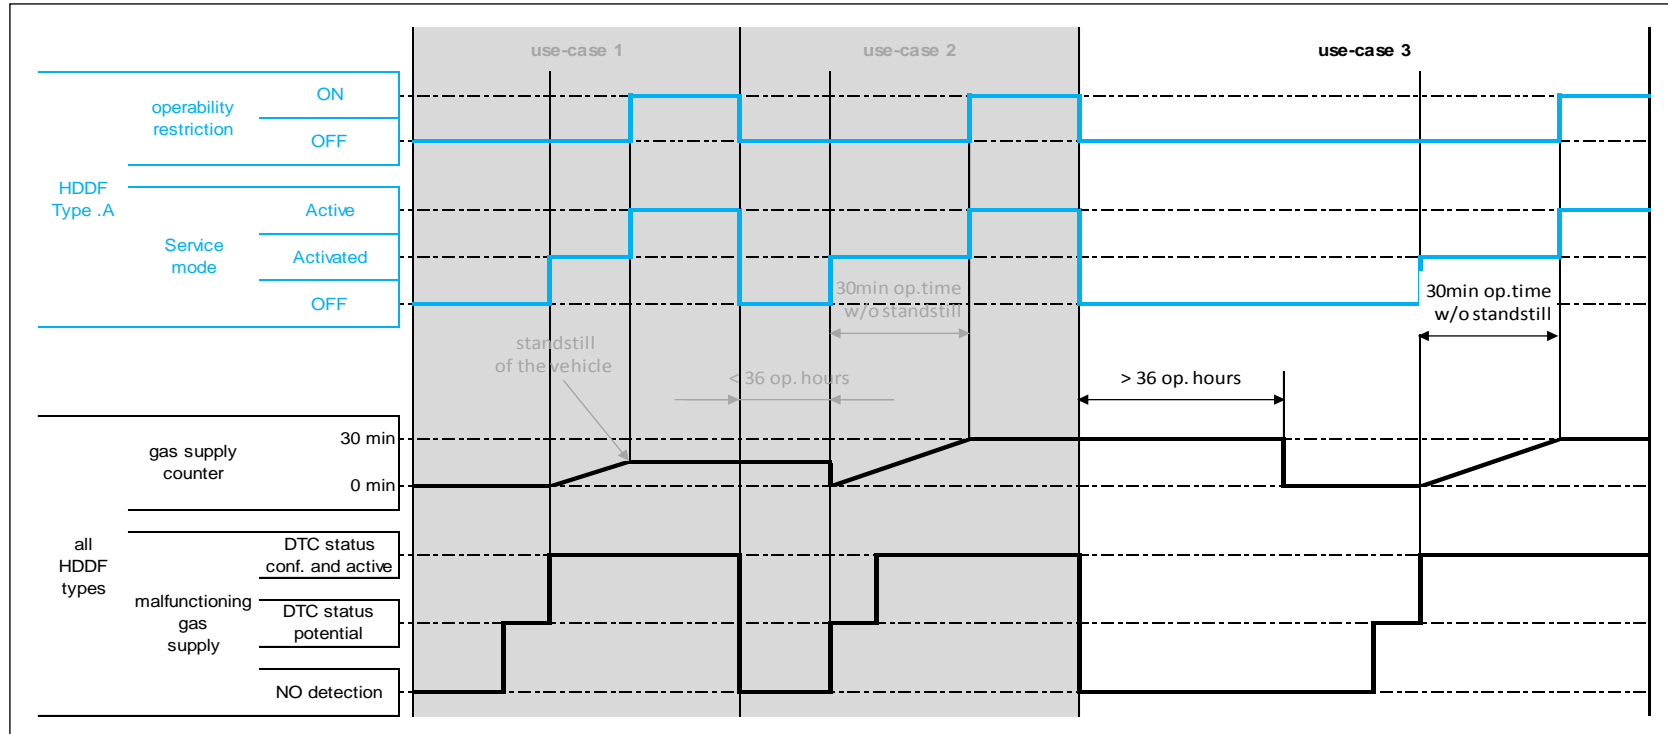 use-case 1
use-case 2
use-case 3
HDDF
Type .A
operability
restriction
ON
OFF
Service
mode
Active
Activated
OFF
30min op.time
w/o standstill
30min op.time
w/o standstill
standstill
of the vehicle
< 36 op. hours
> 36 op. hours
all
HDDF
types
gas supply
counter
30 min
0 min
malfunctioning
gas
supply
DTC status
conf. and active
DTC status
potential
NO detection